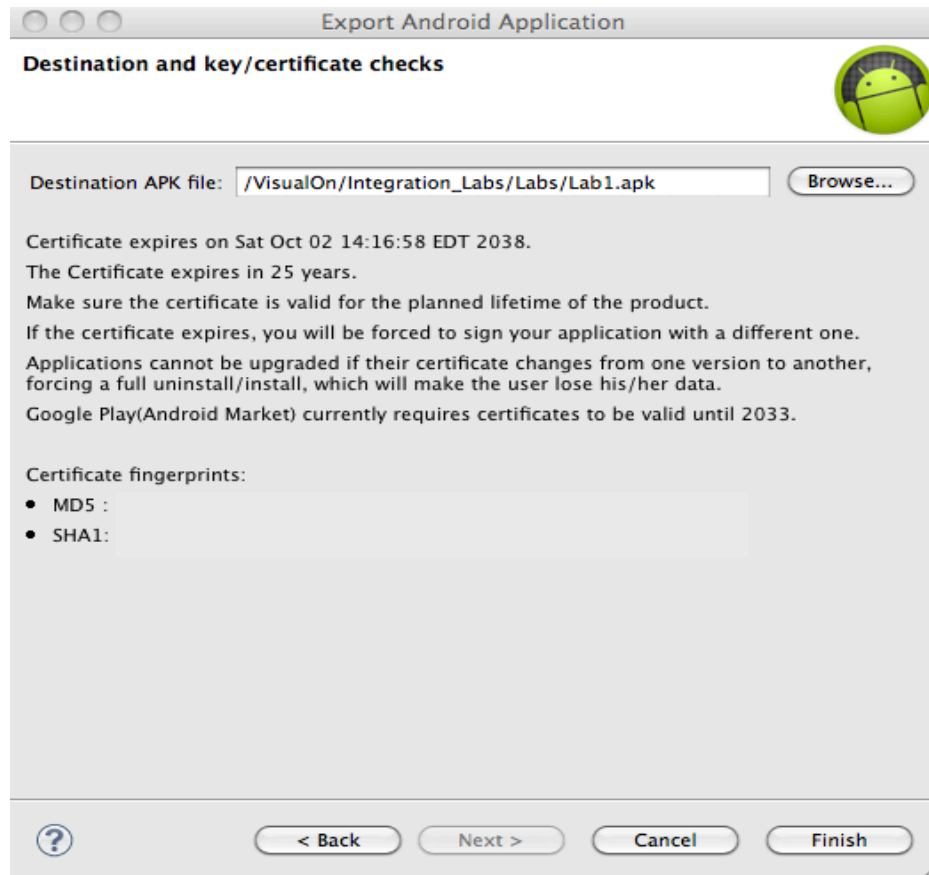 Export Android Application
Destination and key/certificate checks
Destination APK file: /VisualOn/Integration_Labs/Labs/Lab1.apk Browse...
Certificate expires on Sat Oct 02 14:16:58 EDT 2038.
The Certificate expires in 25 years.
Make sure the certificate is valid for the planned lifetime of the product.
If the certificate expires, you will be forced to sign your application with a different one.
Applications cannot be upgraded if their certificate changes from one version to another,
forcing a full uninstall/install, which will make the user lose his/her data.
Google Play(Android Market) currently requires certificates to be valid until 2033.
Certificate fingerprints:
• MD5 :
• SHA1:
? < Back Next > Cancel Finish